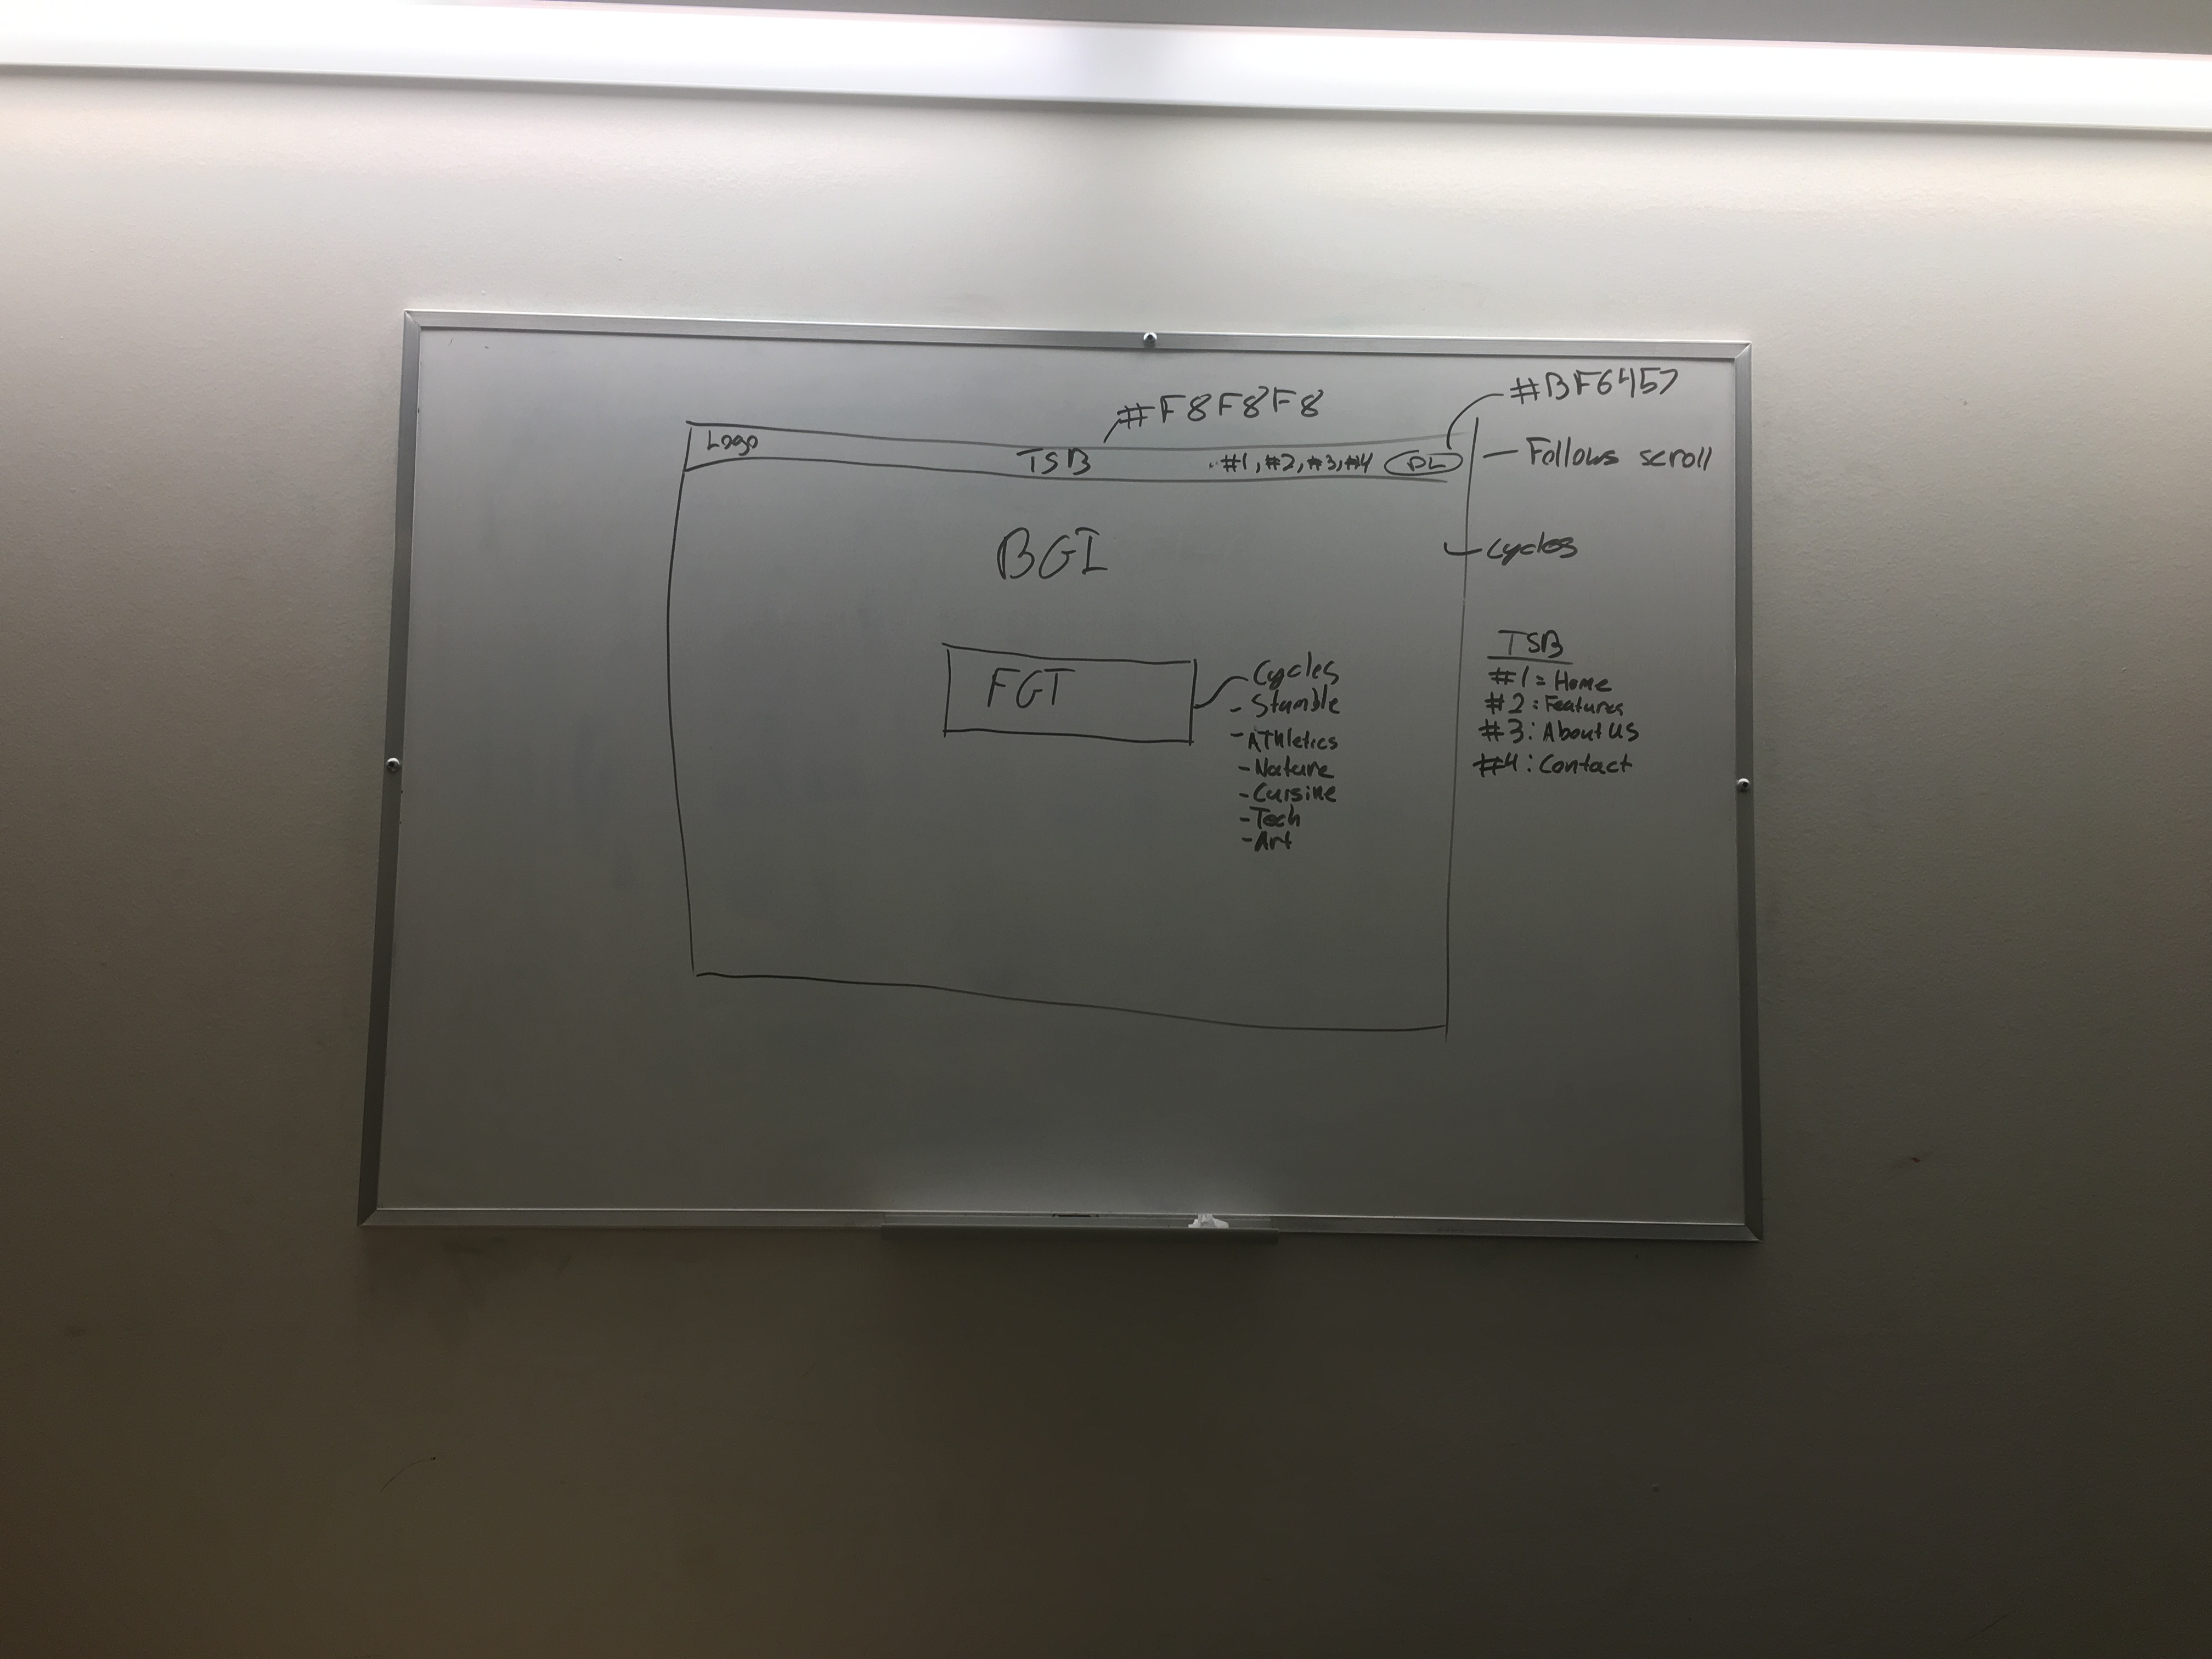 #BF6457
#F8F8F8
Logo
TSB
#1, #2, #3, #4
DL
Follows scroll
BGI
Cycles
FGT
Cycles
- Stumble
- Athletics
- Nature
- Cuisine
- Tech
- Art
TSB
#1 = Home
#2 : Features
#3 : About us
#4 : Contact